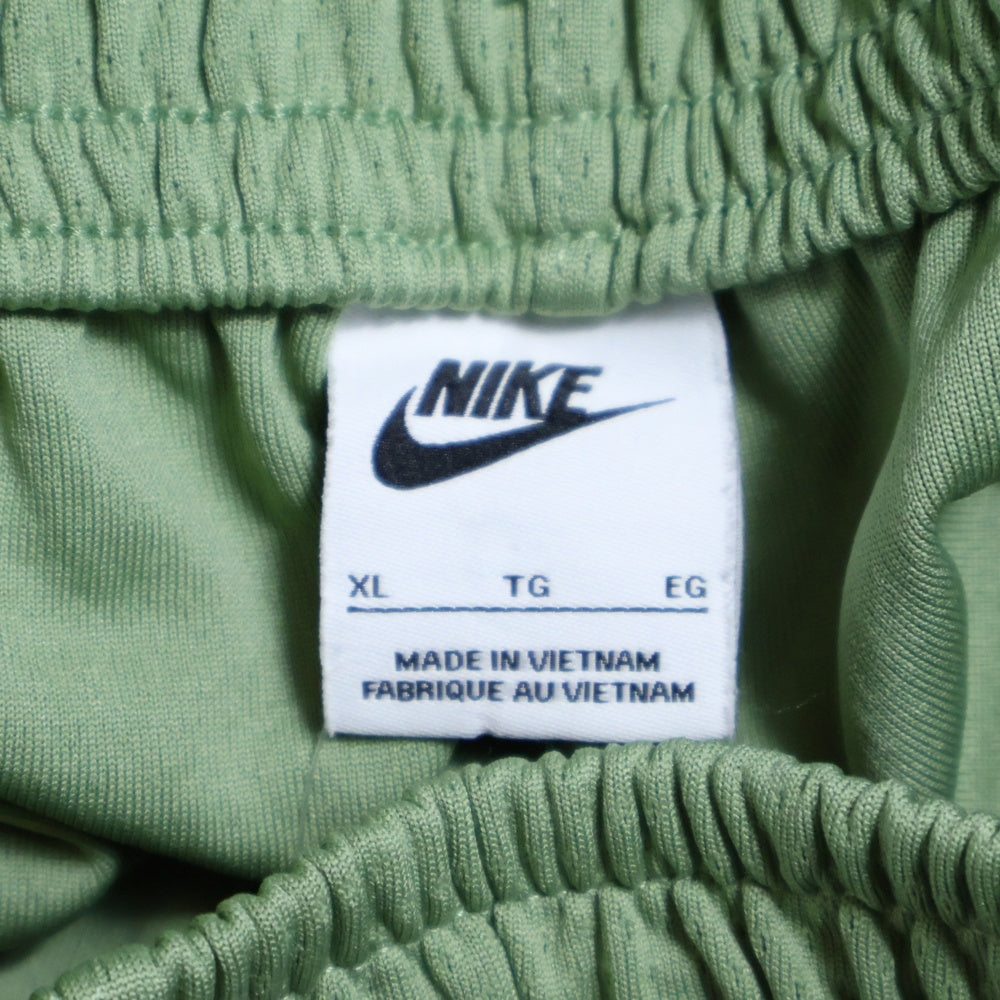 NIKE
XL TG EG
MADE IN VIETNAM
FABRIQUE AU VIETNAM